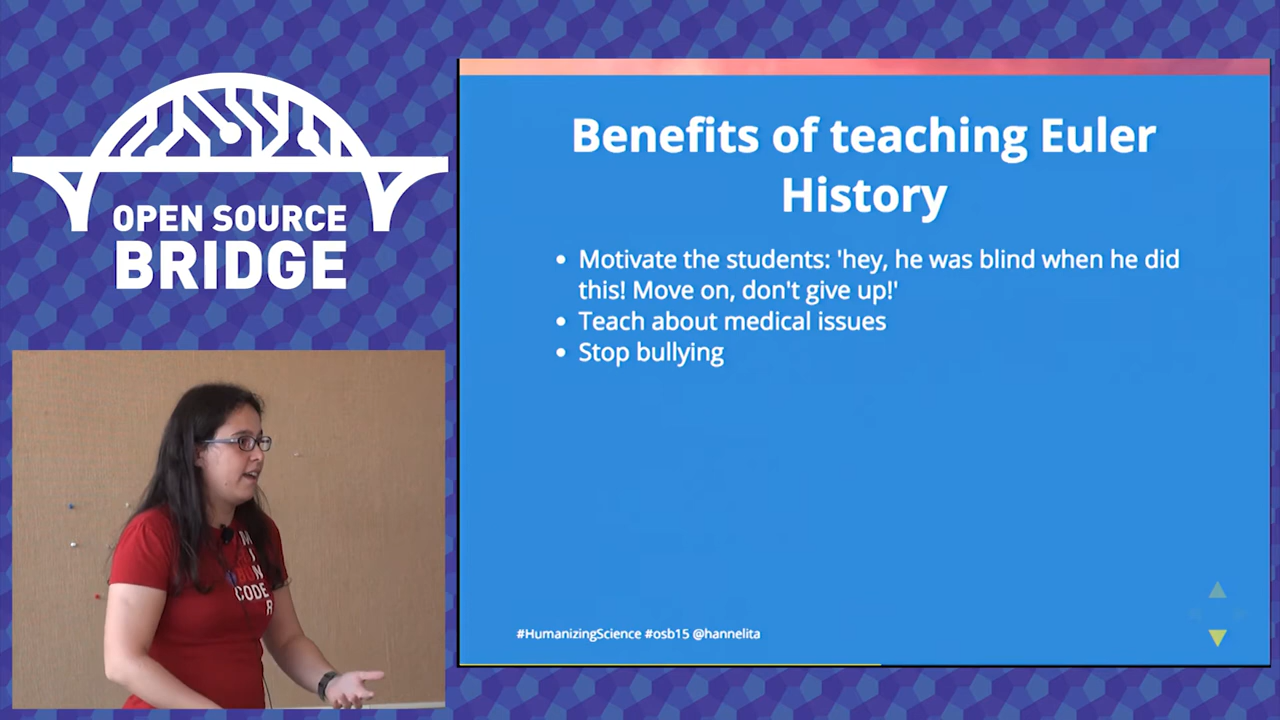 OPEN SOURCE
BRIDGE
Benefits of teaching Euler
History
• Motivate the students: 'hey, he was blind when he did
this! Move on, don't give up!'
• Teach about medical issues
• Stop bullying
#HumanizingScience #osb15 @hannelita
CODE